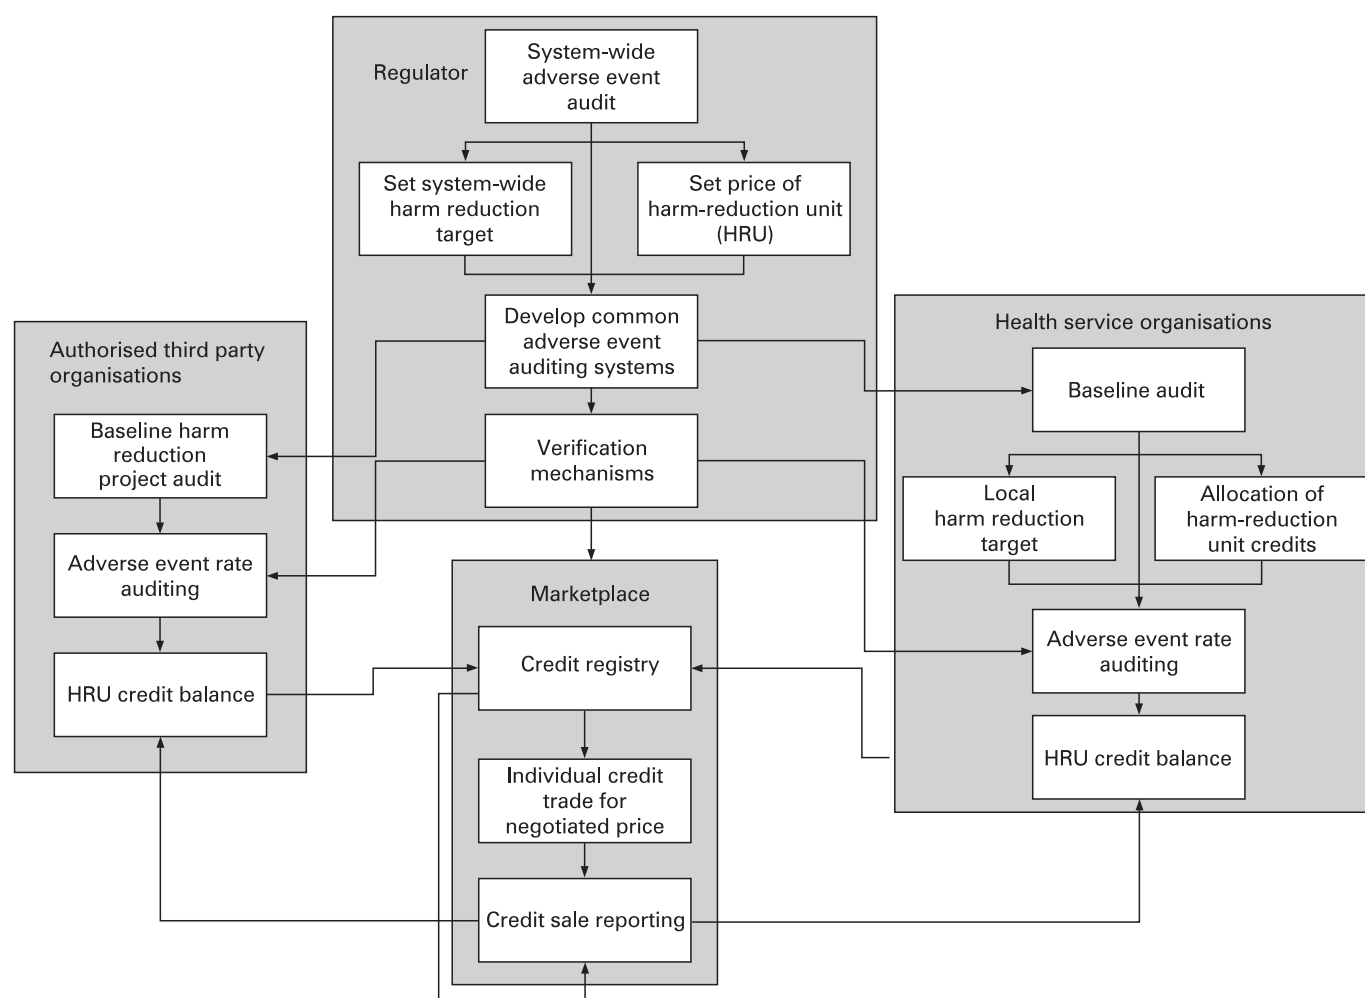 Regulator
System-wide
adverse event
audit
Set system-wide
harm reduction
target
Set price of
harm-reduction unit
(HRU)
Develop common
adverse event
auditing systems
Verification
mechanisms
Authorised third party
organisations
Baseline harm
reduction
project audit
Adverse event rate
auditing
HRU credit balance
Health service organisations
Baseline audit
Local
harm reduction
target
Allocation of
harm-reduction
unit credits
Adverse event rate
auditing
HRU credit balance
Marketplace
Credit registry
Individual credit
trade for
negotiated price
Credit sale reporting